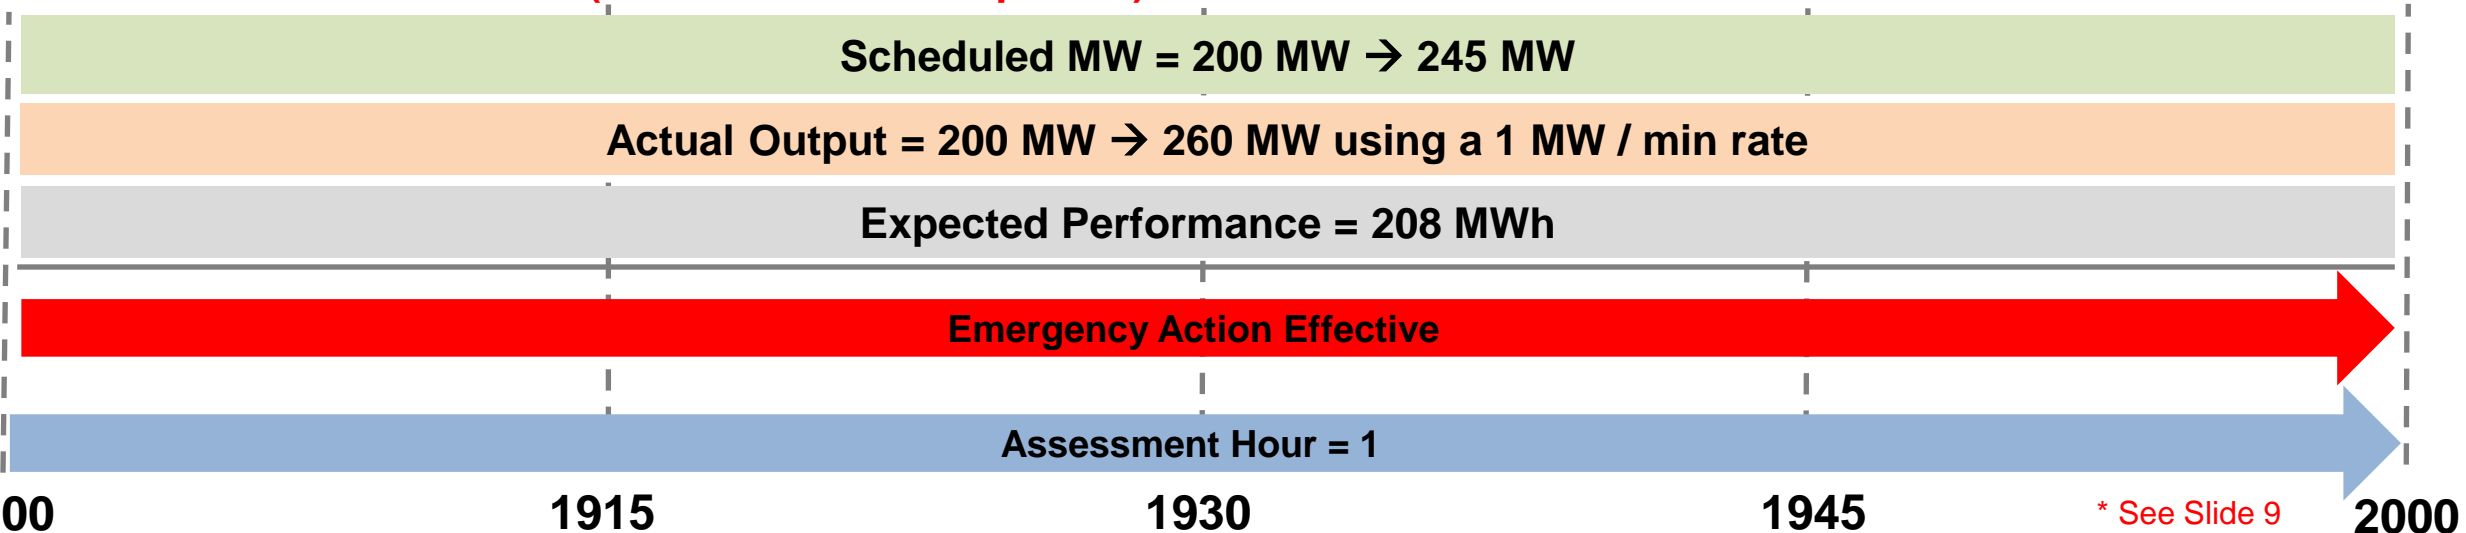 Scheduled MW = 200 MW → 245 MW
Actual Output = 200 MW → 260 MW using a 1 MW / min rate
Expected Performance = 208 MWh
Emergency Action Effective
Assessment Hour = 1
00 1915 1930 1945 * See Slide 9 2000